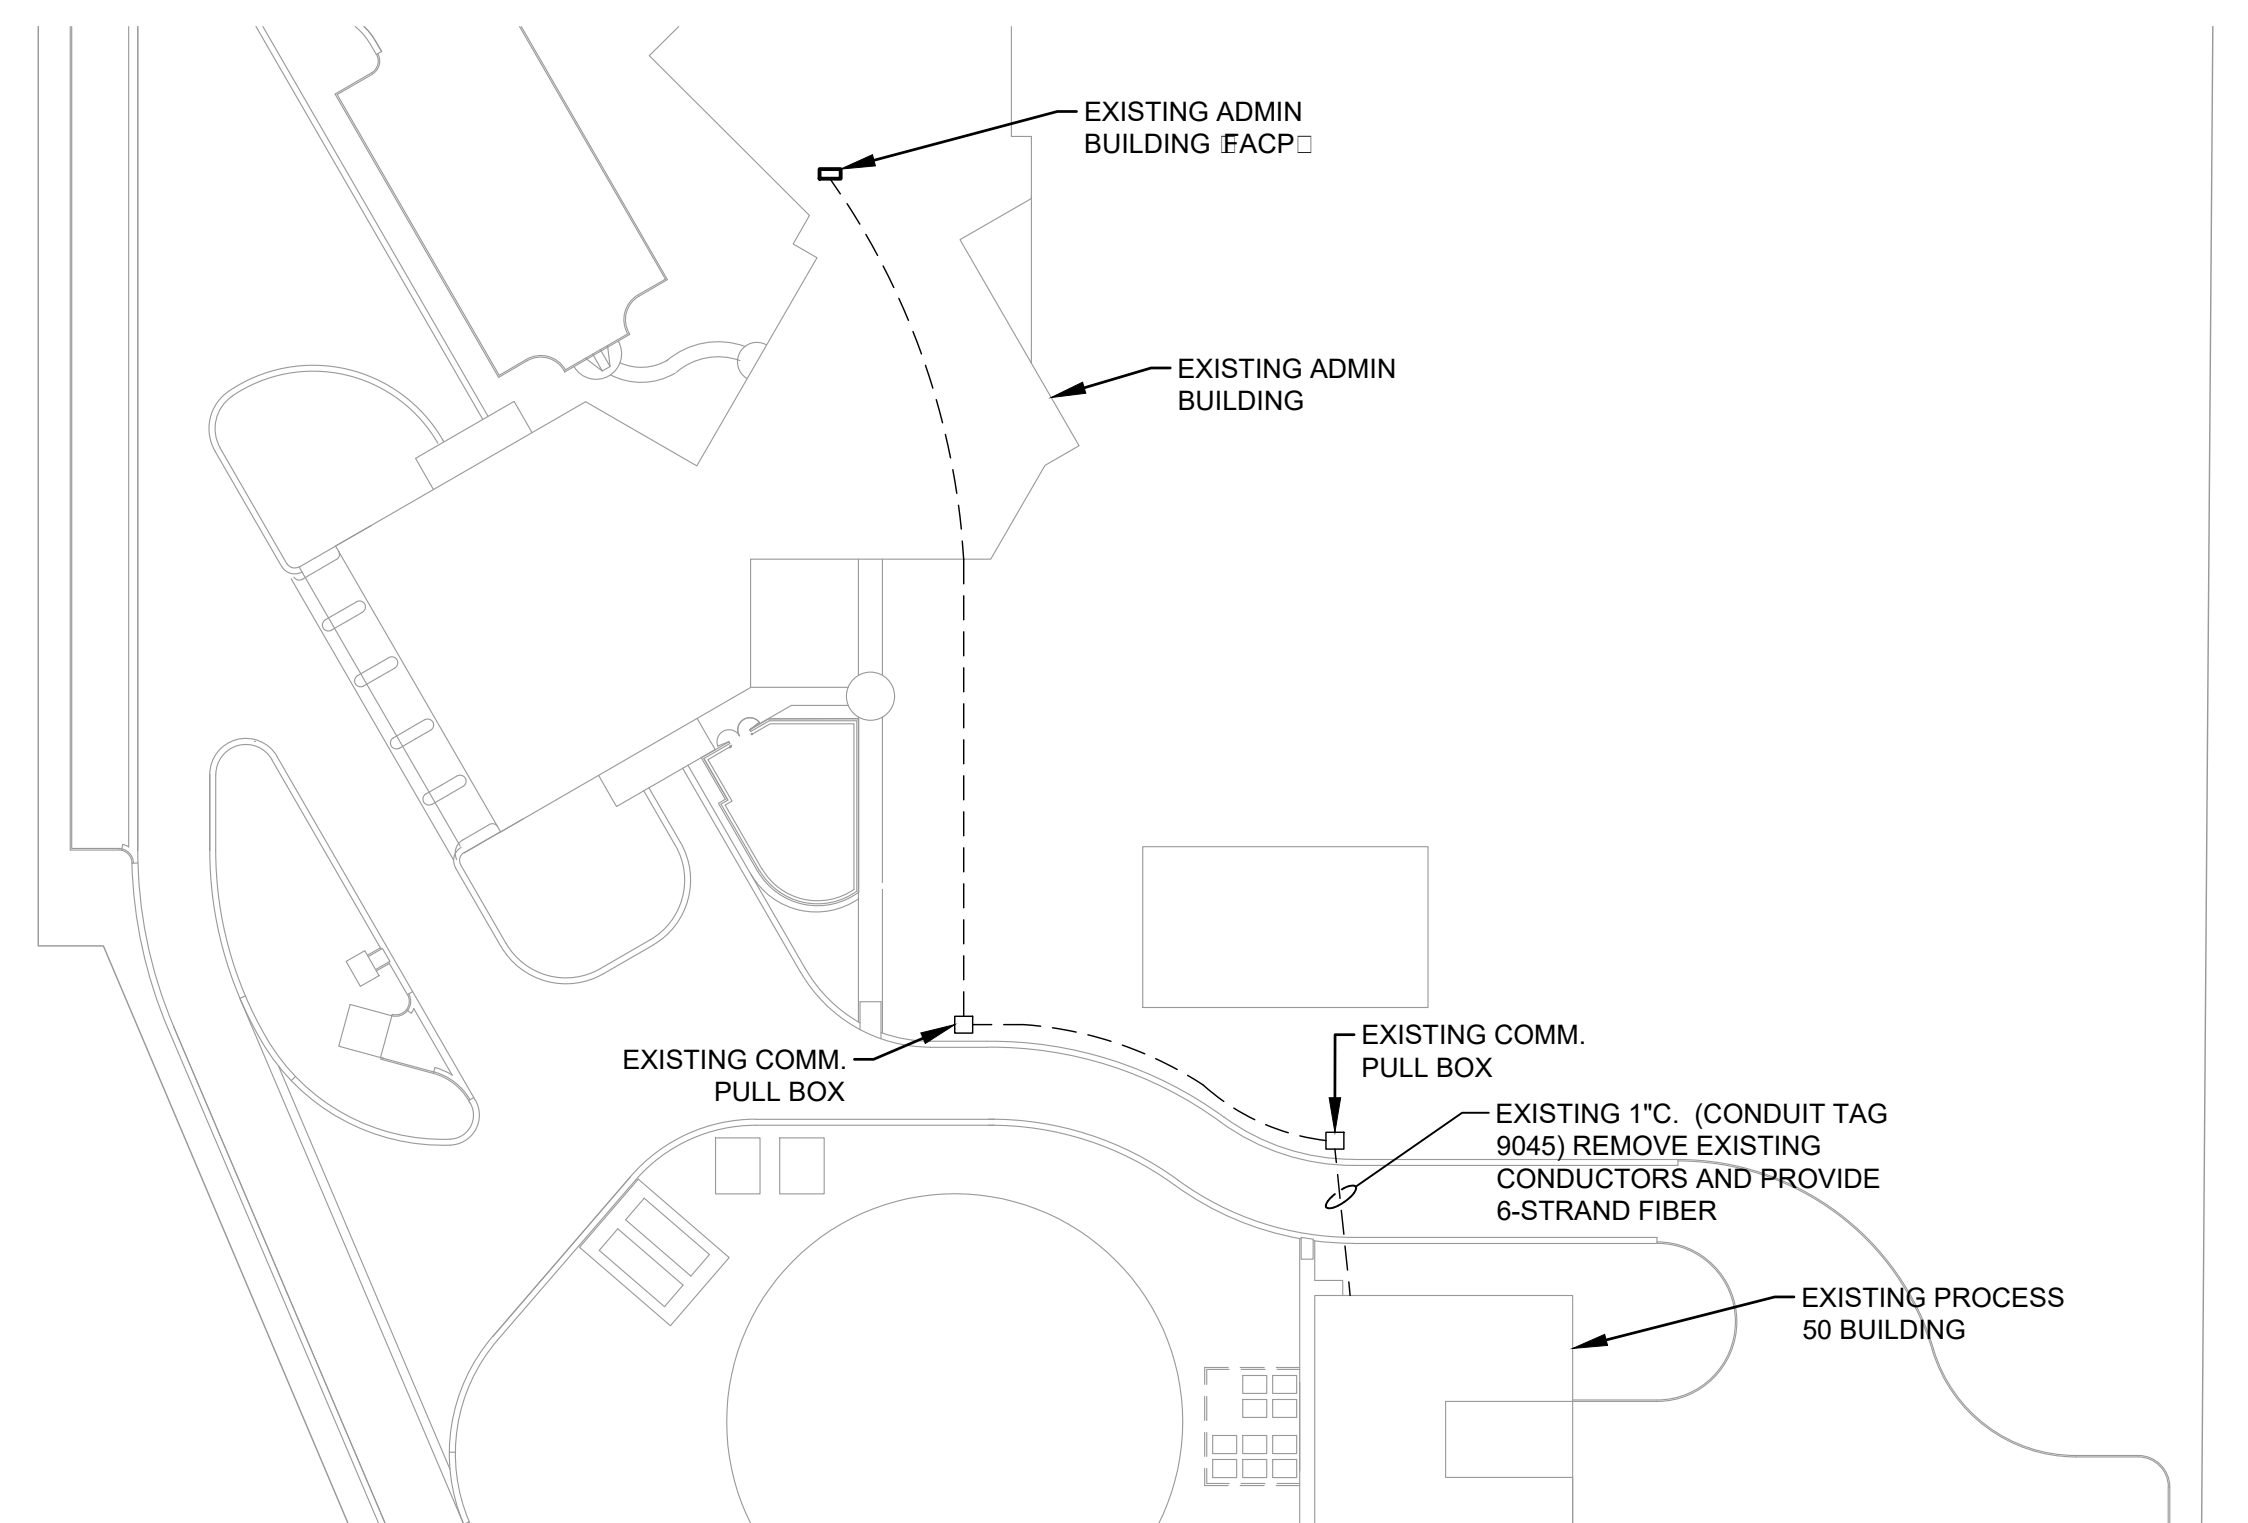 EXISTING ADMIN
BUILDING □FACP□
EXISTING ADMIN
BUILDING
EXISTING COMM.
PULL BOX
EXISTING COMM.
PULL BOX
EXISTING 1"C. (CONDUIT TAG
9045) REMOVE EXISTING
CONDUCTORS AND PROVIDE
6-STRAND FIBER
EXISTING PROCESS
50 BUILDING